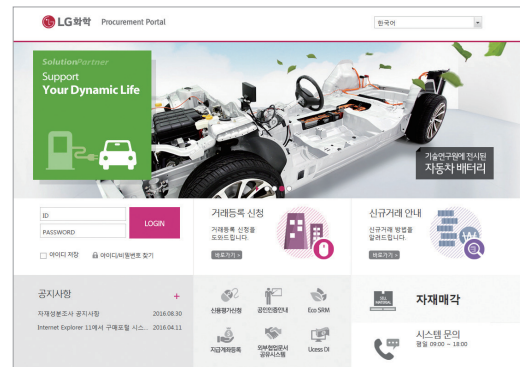 LG화학 Procurement Portal
한국어
SolutionPartner
Support
Your Dynamic Life
기술연구원에 전시된
자동차 배터리
ID
PASSWORD
LOGIN
아이디 저장 아이디/비밀번호 찾기
거래등록 신청
거래등록 신청을
도와드립니다.
바로가기 >
신규거래 안내
신규거래 방법을
알려드립니다.
바로가기 >
공지사항 +
자재성분조사 공지사항 2016.08.30
Internet Explorer 11에서 구매포털 시스... 2016.04.11
신용평가신청 공인인증안내 Eco SRM
지급계좌등록 외부협업문서 공유시스템 Ucess DI
자재매각
시스템 문의
평일 09:00 ~ 18:00